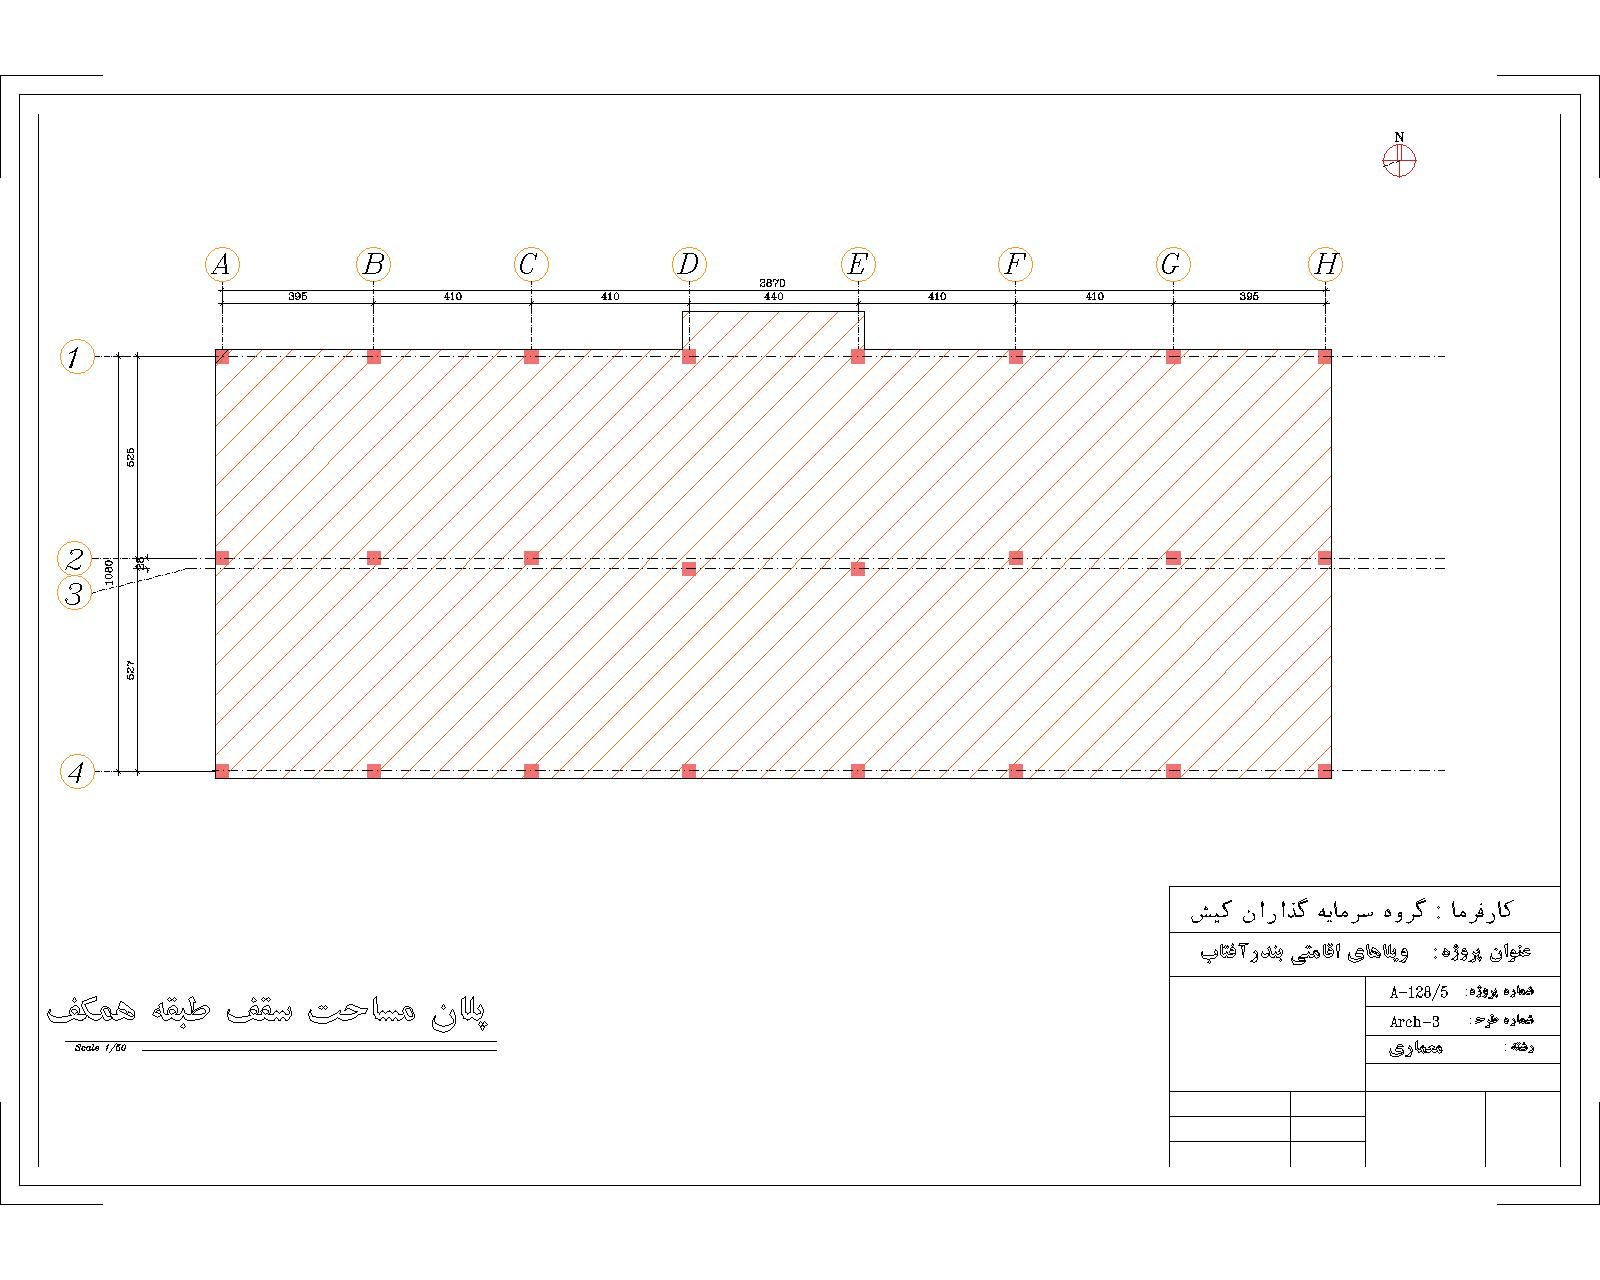 N
A B C D E F G H
2870
395 410 410 440 410 410 395
1
525
2
1080
3
527
4
کارفرما : گروه سرمایه گذاران کیش
عنوان پروژه : ویلاهای اقامتی بندرآفتاب
شماره پروژه: A-128/5
شماره طرح: Arch-3
رشته : معماری
پلان مساحت سقف طبقه همکف
Scale 1/50